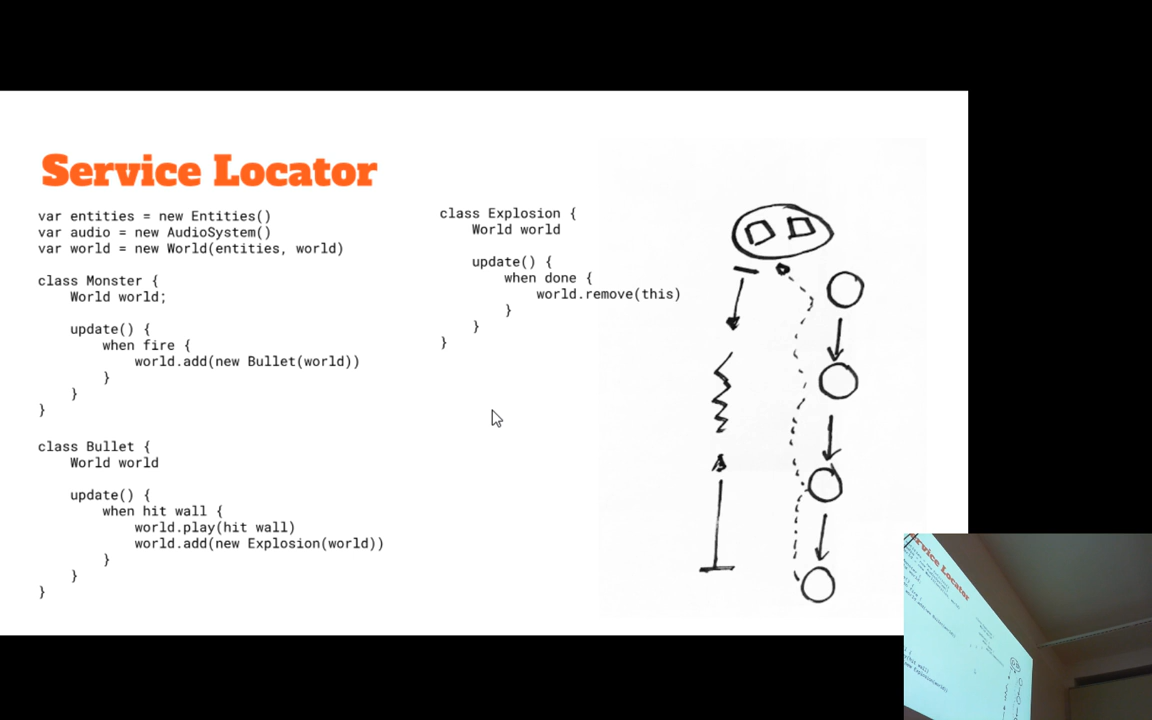 Service Locator
var entities = new Entities()
var audio = new AudioSystem()
var world = new World(entities, world)
class Monster {
World world;
update() {
when fire {
world.add(new Bullet(world))
}
}
}
class Bullet {
World world
update() {
when hit wall {
world.play(hit wall)
world.add(new Explosion(world))
}
}
}
class Explosion {
World world
update() {
when done {
world.remove(this)
}
}
}
Service Locator